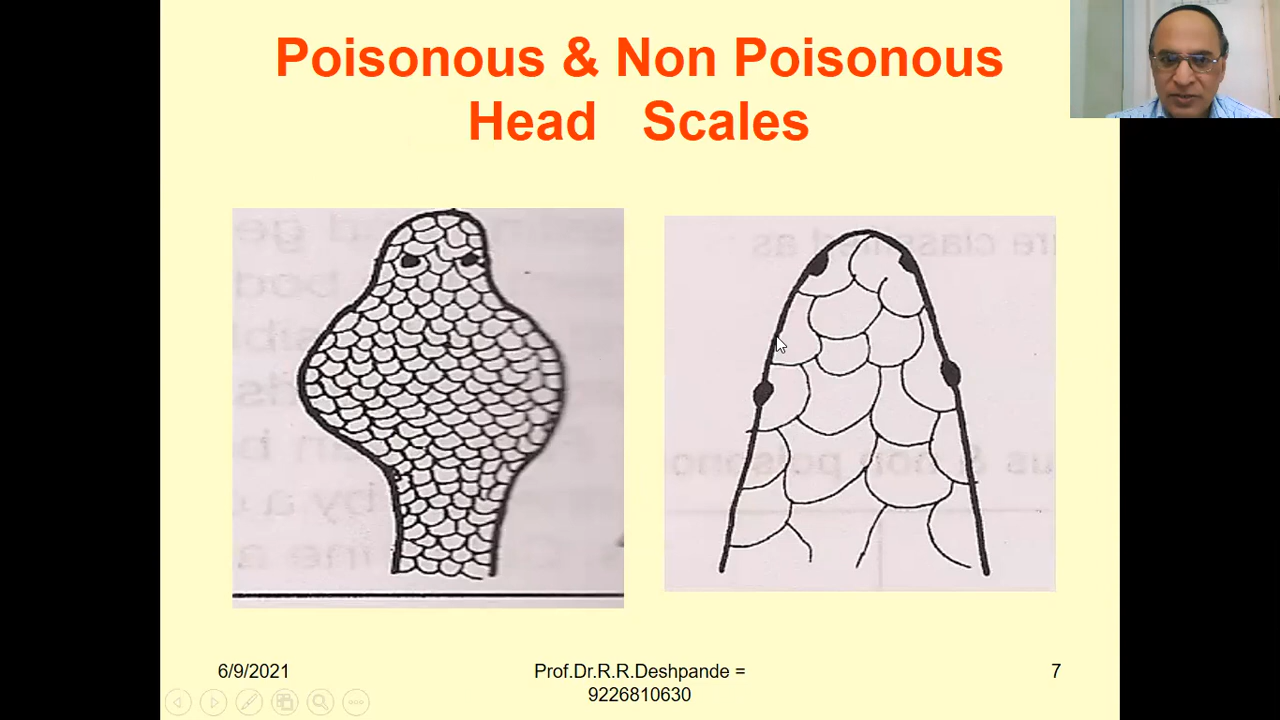 Poisonous & Non Poisonous
Head Scales
6/9/2021
Prof.Dr.R.R.Deshpande =
9226810630
7